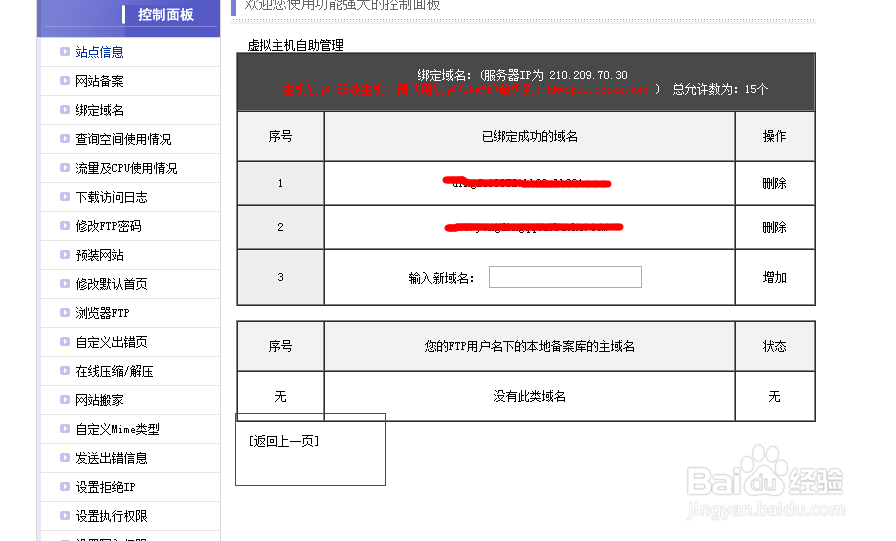 控制面板
站点信息
网站备案
绑定域名
查询空间使用情况
流量及CPU使用情况
下载访问日志
修改FTP密码
预装网站
修改默认首页
浏览器FTP
自定义出错页
在线压缩/解压
网站搬家
自定义Mime类型
发送出错信息
设置拒绝IP
设置执行权限
欢迎您使用功能强大的控制面板
虚拟主机自助管理
绑定域名:(服务器IP为 210.209.70.30
) 总允许数为: 15个
序号 已绑定成功的域名 操作
1 删除
2 删除
3 输入新域名: 增加
序号 您的FTP用户名下的本地备案库的主域名 状态
无 没有此类域名 无
[返回上一页]
Baidu 经验
jingyan.baidu.com